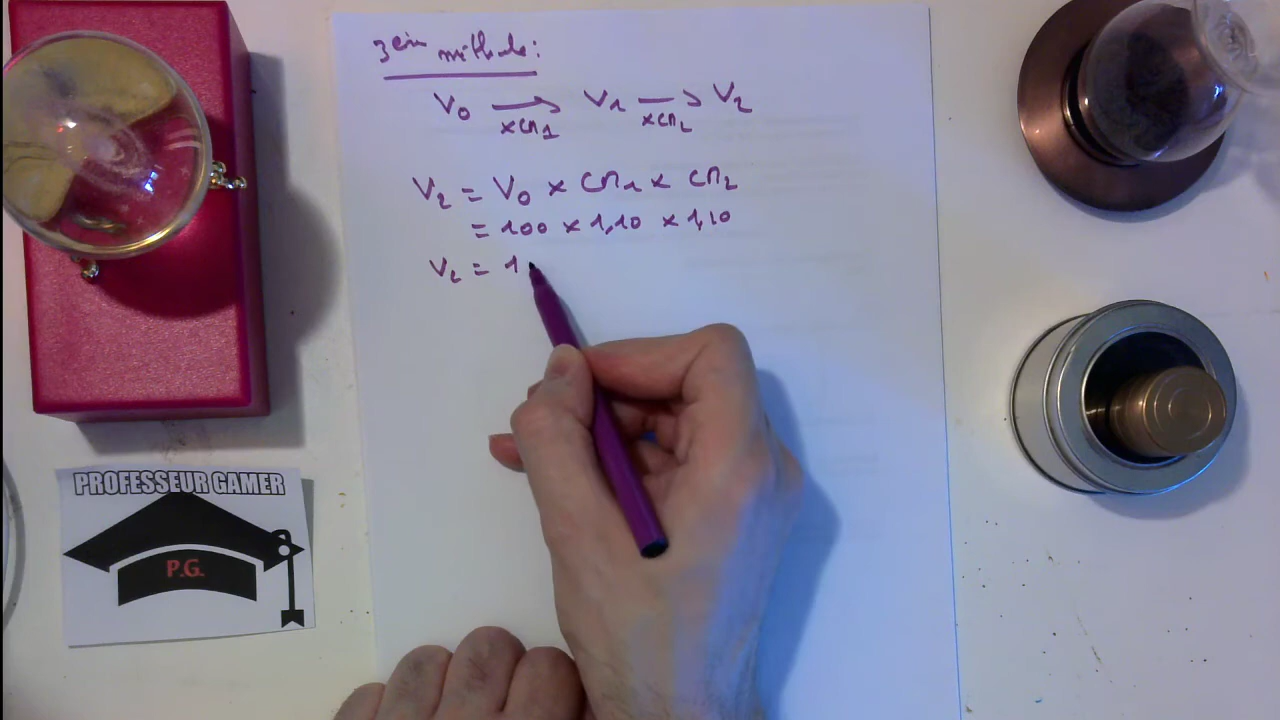 3eme méthode:
V0 → V1 → V2
×CM1 ×CM2
V2 = V0 × CM1 × CM2
= 100 × 1,10 × 1,10
V2 = 1
PROFESSEUR GAMER
P.G.